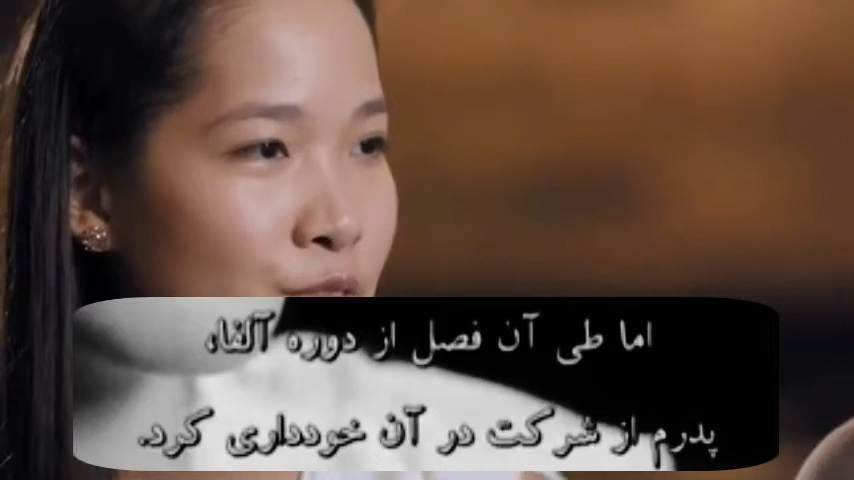 اما طی آن فصل از دوره آلفا،
پدرم از شرکت در آن خودداری کرد.